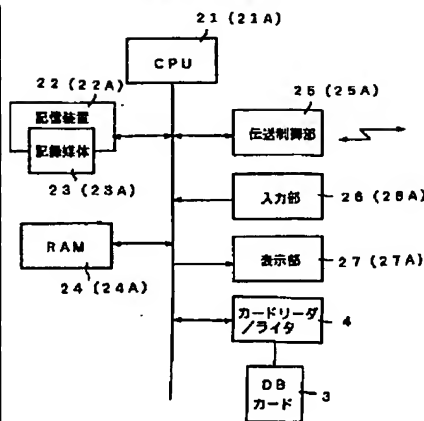 21(21A)
CPU
22(22A)
記憶装置
記録媒体
23(23A)
RAM
24(24A)
25(25A)
伝送制御部
入力部
26(26A)
表示部
27(27A)
カードリーダ
/ライタ
4
DB
カード
3